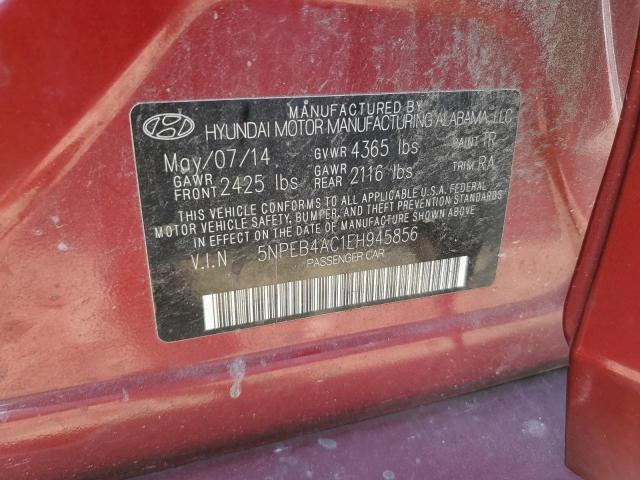 MANUFACTURED BY
HYUNDAI MOTOR MANUFACTURING ALABAMA, LLC
May/07/14 GVWR 4365 lbs PAINT TR
GAWR FRONT 2425 lbs GAWR REAR 2116 lbs TRIM RA
THIS VEHICLE CONFORMS TO ALL APPLICABLE U.S.A. FEDERAL
MOTOR VEHICLE SAFETY, BUMPER, AND THEFT PREVENTION STANDARDS
IN EFFECT ON THE DATE OF MANUFACTURE SHOWN ABOVE.
V.I.N 5NPEB4AC1EH945856
PASSENGER CAR